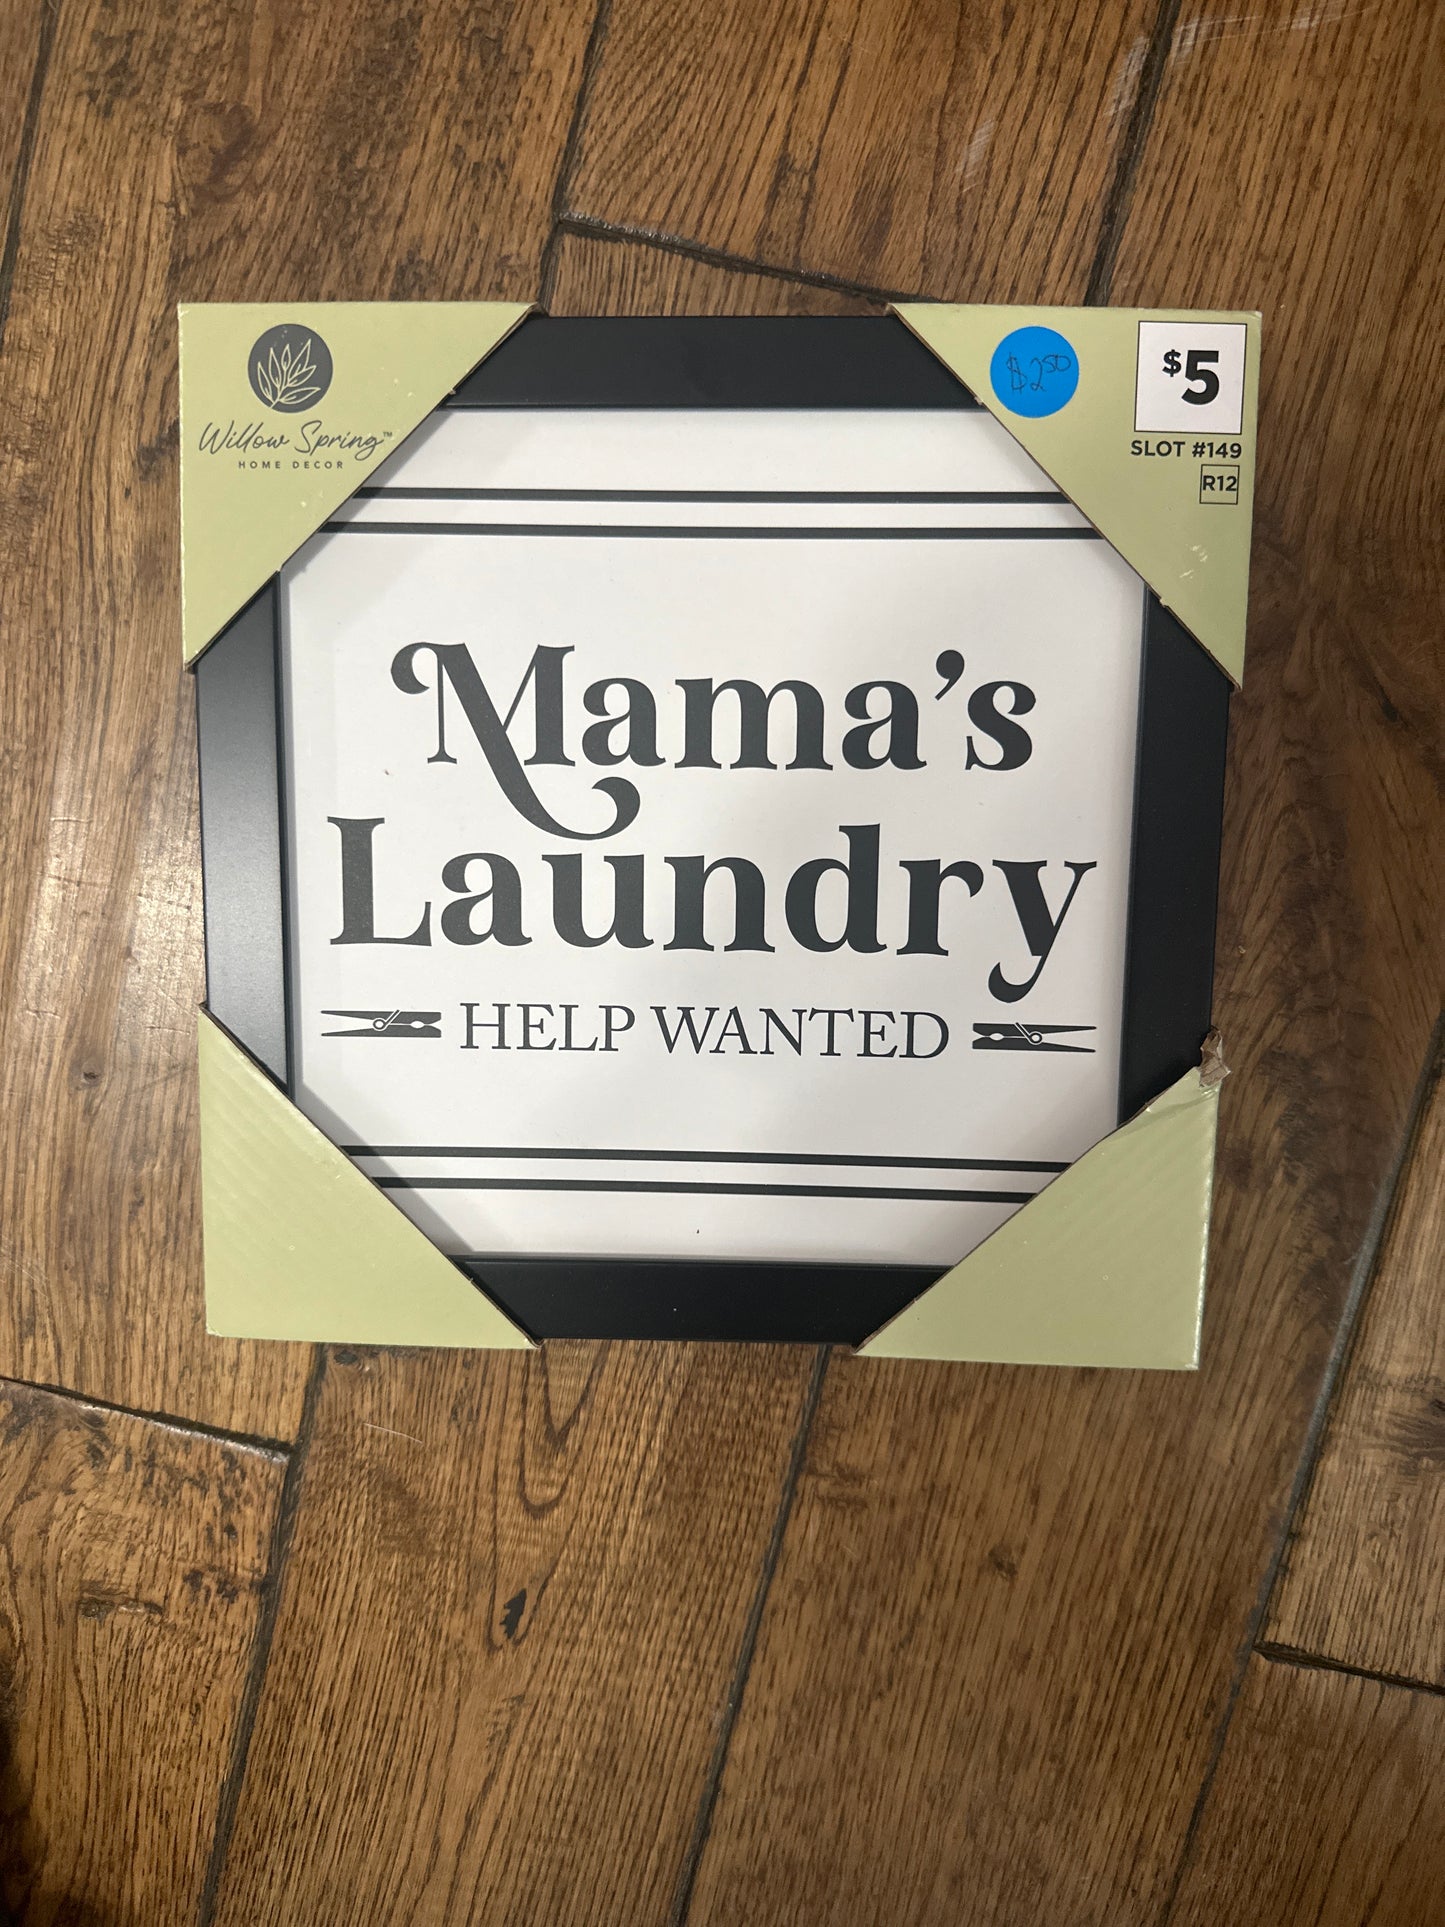 Willow Spring™
HOME DECOR
$2.50
$5
SLOT #149
R12
Mama's
Laundry
HELP WANTED